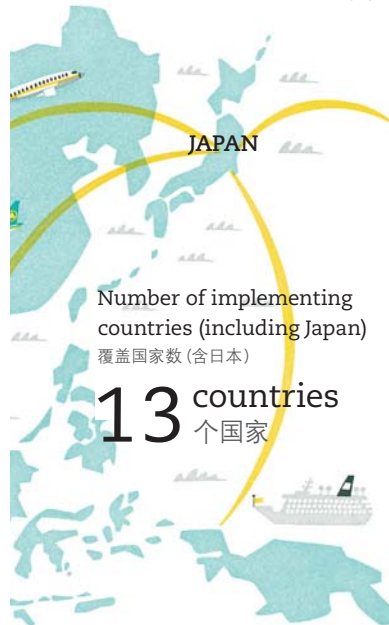 JAPAN
Number of implementing
countries (including Japan)
覆盖国家数 (含日本)
13 countries
个国家